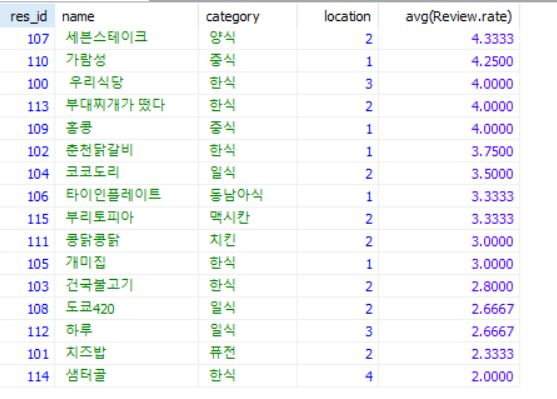 res_id name category location avg(Review.rate)
107 세븐스테이크 양식 2 4.3333
110 가람성 중식 1 4.2500
100 우리식당 한식 3 4.0000
113 부대찌개가 떴다 한식 2 4.0000
109 홍콩 중식 1 4.0000
102 춘천닭갈비 한식 1 3.7500
104 코코도리 일식 2 3.5000
106 타이인플레이트 동남아식 1 3.3333
115 부리토피아 맥시칸 2 3.3333
111 콩닭콩닭 치킨 2 3.0000
105 개미집 한식 1 3.0000
103 건국불고기 한식 2 2.8000
108 도쿄420 일식 2 2.6667
112 하루 일식 3 2.6667
101 치즈밥 퓨전 2 2.3333
114 샘터골 한식 4 2.0000